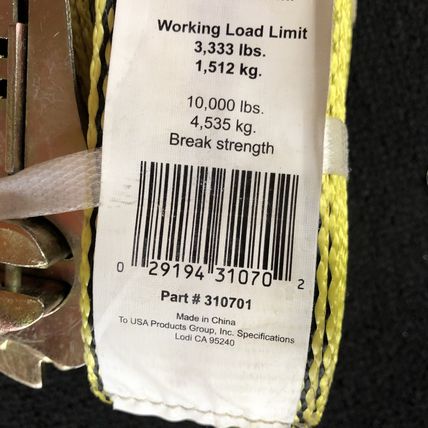 Working Load Limit
3,333 lbs.
1,512 kg.
10,000 lbs.
4,535 kg.
Break strength
0 29194 31070 2
Part # 310701
Made in China
To USA Products Group, Inc. Specifications
Lodi CA 95240